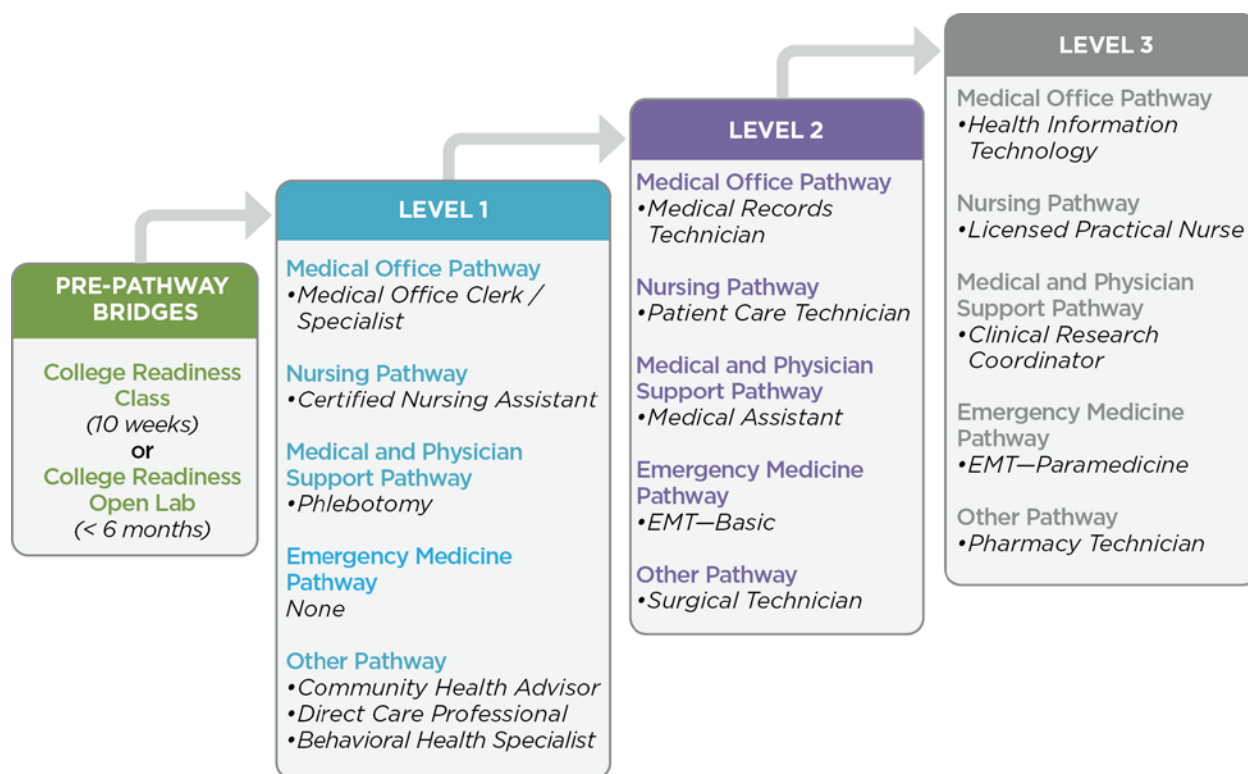 PRE-PATHWAY
BRIDGES
College Readiness
Class
(10 weeks)
or
College Readiness
Open Lab
(< 6 months)
LEVEL 1
Medical Office Pathway
•Medical Office Clerk /
Specialist
Nursing Pathway
•Certified Nursing Assistant
Medical and Physician
Support Pathway
•Phlebotomy
Emergency Medicine
Pathway
None
Other Pathway
•Community Health Advisor
•Direct Care Professional
•Behavioral Health Specialist
LEVEL 2
Medical Office Pathway
•Medical Records
Technician
Nursing Pathway
•Patient Care Technician
Medical and Physician
Support Pathway
•Medical Assistant
Emergency Medicine
Pathway
•EMT—Basic
Other Pathway
•Surgical Technician
LEVEL 3
Medical Office Pathway
•Health Information
Technology
Nursing Pathway
•Licensed Practical Nurse
Medical and Physician
Support Pathway
•Clinical Research
Coordinator
Emergency Medicine
Pathway
•EMT—Paramedicine
Other Pathway
•Pharmacy Technician